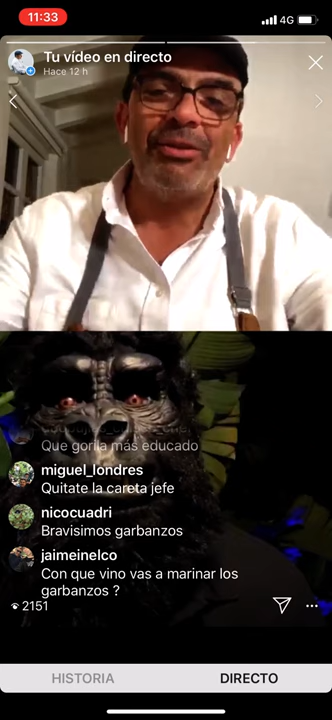 11:33
4G
Tu vídeo en directo
Hace 12 h
Que gorila más educado
miguel_londres
Quitate la careta jefe
nicocuadri
Bravisimos garbanzos
jaimeinelco
Con que vino vas a marinar los
garbanzos ?
2151
HISTORIA
DIRECTO